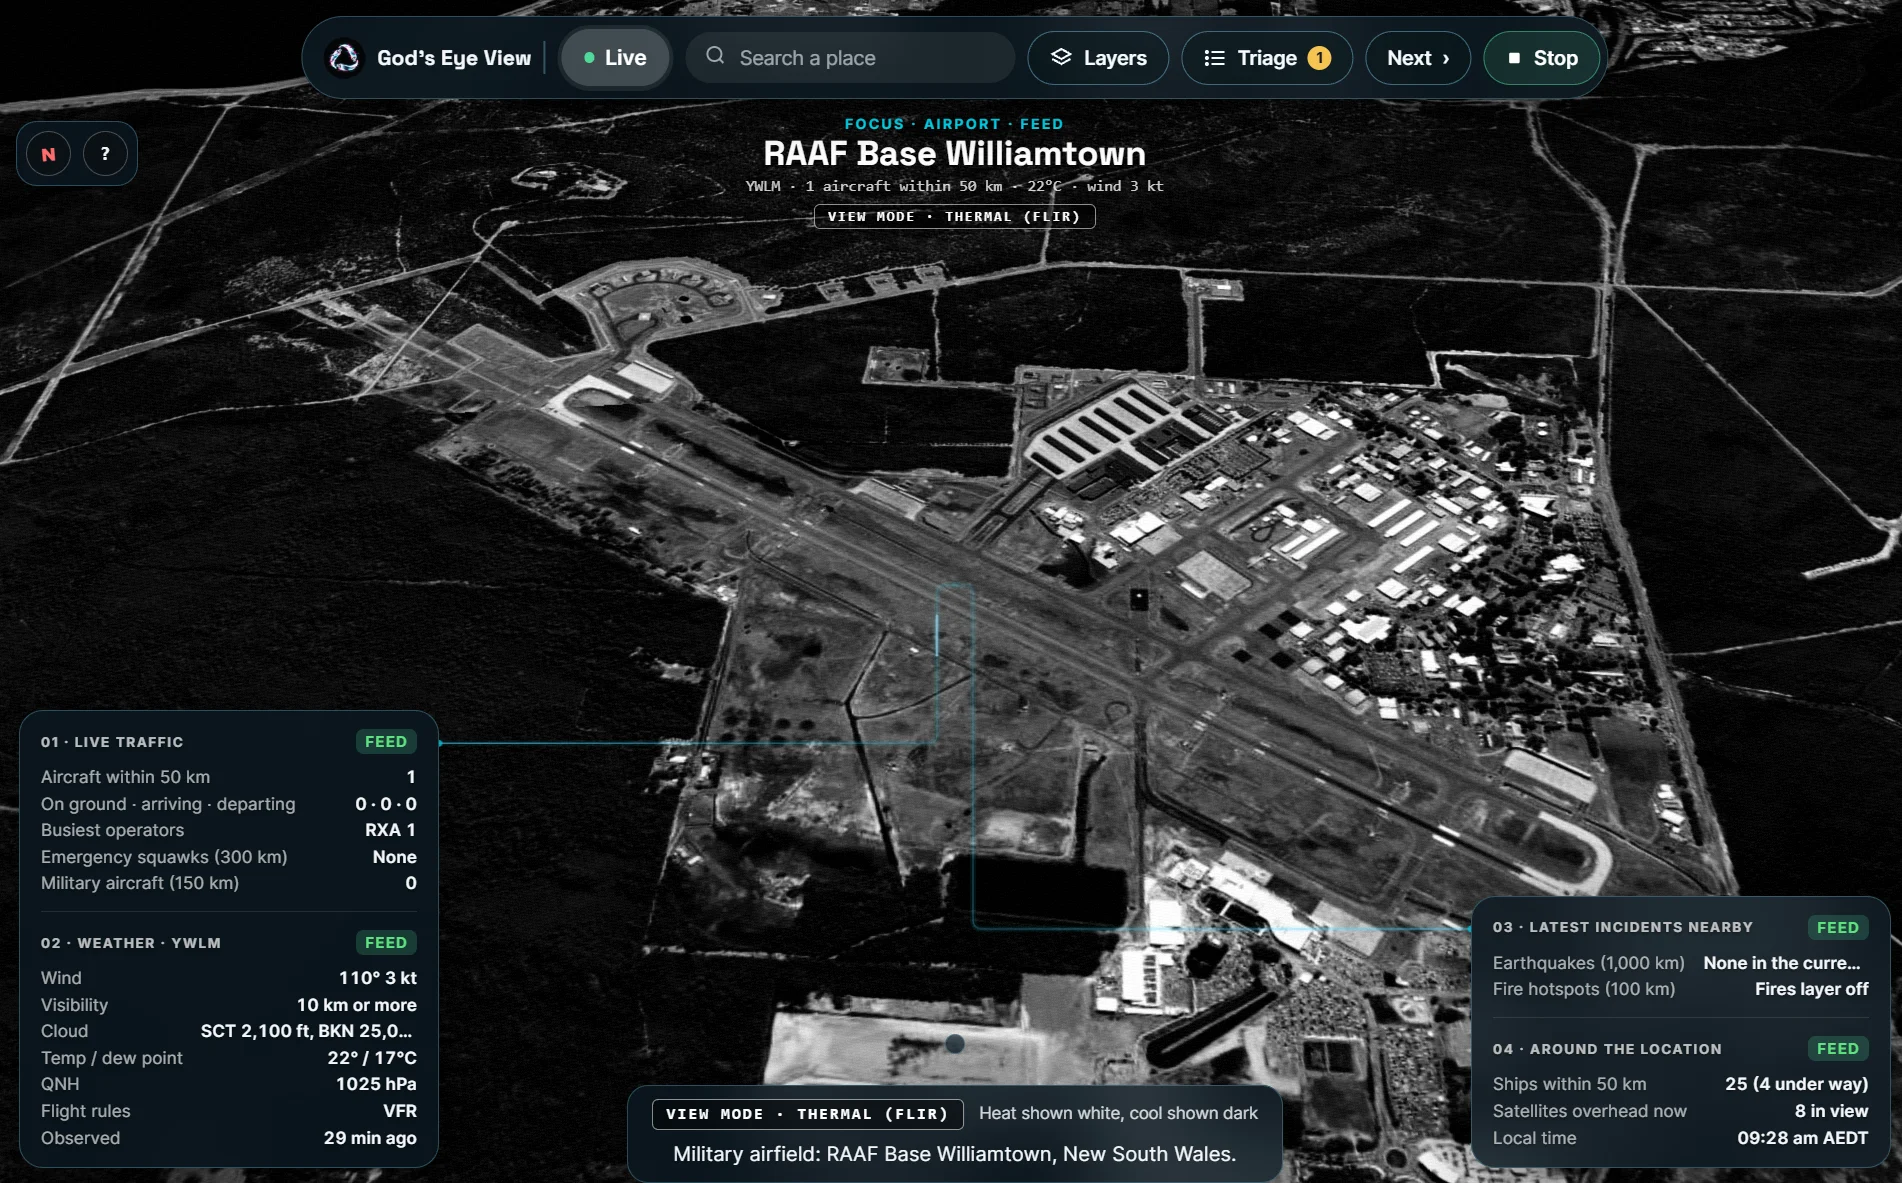 God's Eye View
Live
Search a place
Layers
Triage 1
Next ›
Stop
N
?
FOCUS · AIRPORT · FEED
RAAF Base Williamtown
YWLM · 1 aircraft within 50 km · 22°C · wind 3 kt
VIEW MODE · THERMAL (FLIR)
01 · LIVE TRAFFIC FEED
Aircraft within 50 km 1
On ground · arriving · departing 0 · 0 · 0
Busiest operators RXA 1
Emergency squawks (300 km) None
Military aircraft (150 km) 0
02 · WEATHER · YWLM FEED
Wind 110° 3 kt
Visibility 10 km or more
Cloud SCT 2,100 ft, BKN 25,0...
Temp / dew point 22° / 17°C
QNH 1025 hPa
Flight rules VFR
Observed 29 min ago
VIEW MODE · THERMAL (FLIR) Heat shown white, cool shown dark
Military airfield: RAAF Base Williamtown, New South Wales.
03 · LATEST INCIDENTS NEARBY FEED
Earthquakes (1,000 km) None in the curre...
Fire hotspots (100 km) Fires layer off
04 · AROUND THE LOCATION FEED
Ships within 50 km 25 (4 under way)
Satellites overhead now 8 in view
Local time 09:28 am AEDT